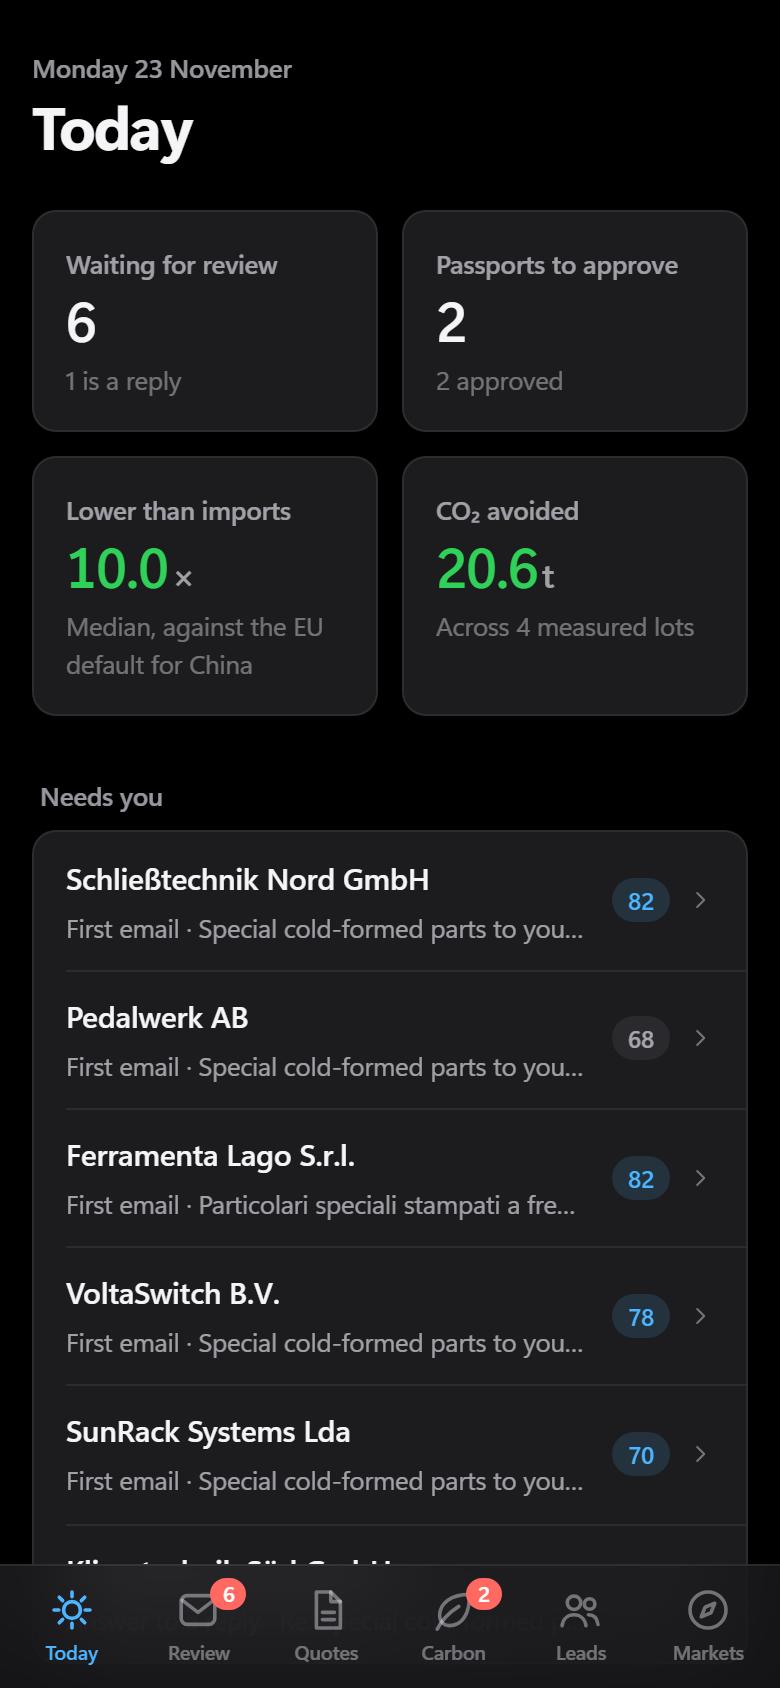 Monday 23 November
Today
Waiting for review
6
1 is a reply
Passports to approve
2
2 approved
Lower than imports
10.0×
Median, against the EU
default for China
CO₂ avoided
20.6t
Across 4 measured lots
Needs you
Schließtechnik Nord GmbH
First email · Special cold-formed parts to you...
82
Pedalwerk AB
First email · Special cold-formed parts to you...
68
Ferramenta Lago S.r.l.
First email · Particolari speciali stampati a fre...
82
VoltaSwitch B.V.
First email · Special cold-formed parts to you...
78
SunRack Systems Lda
First email · Special cold-formed parts to you...
70
6
2
Today
Review
Quotes
Carbon
Leads
Markets